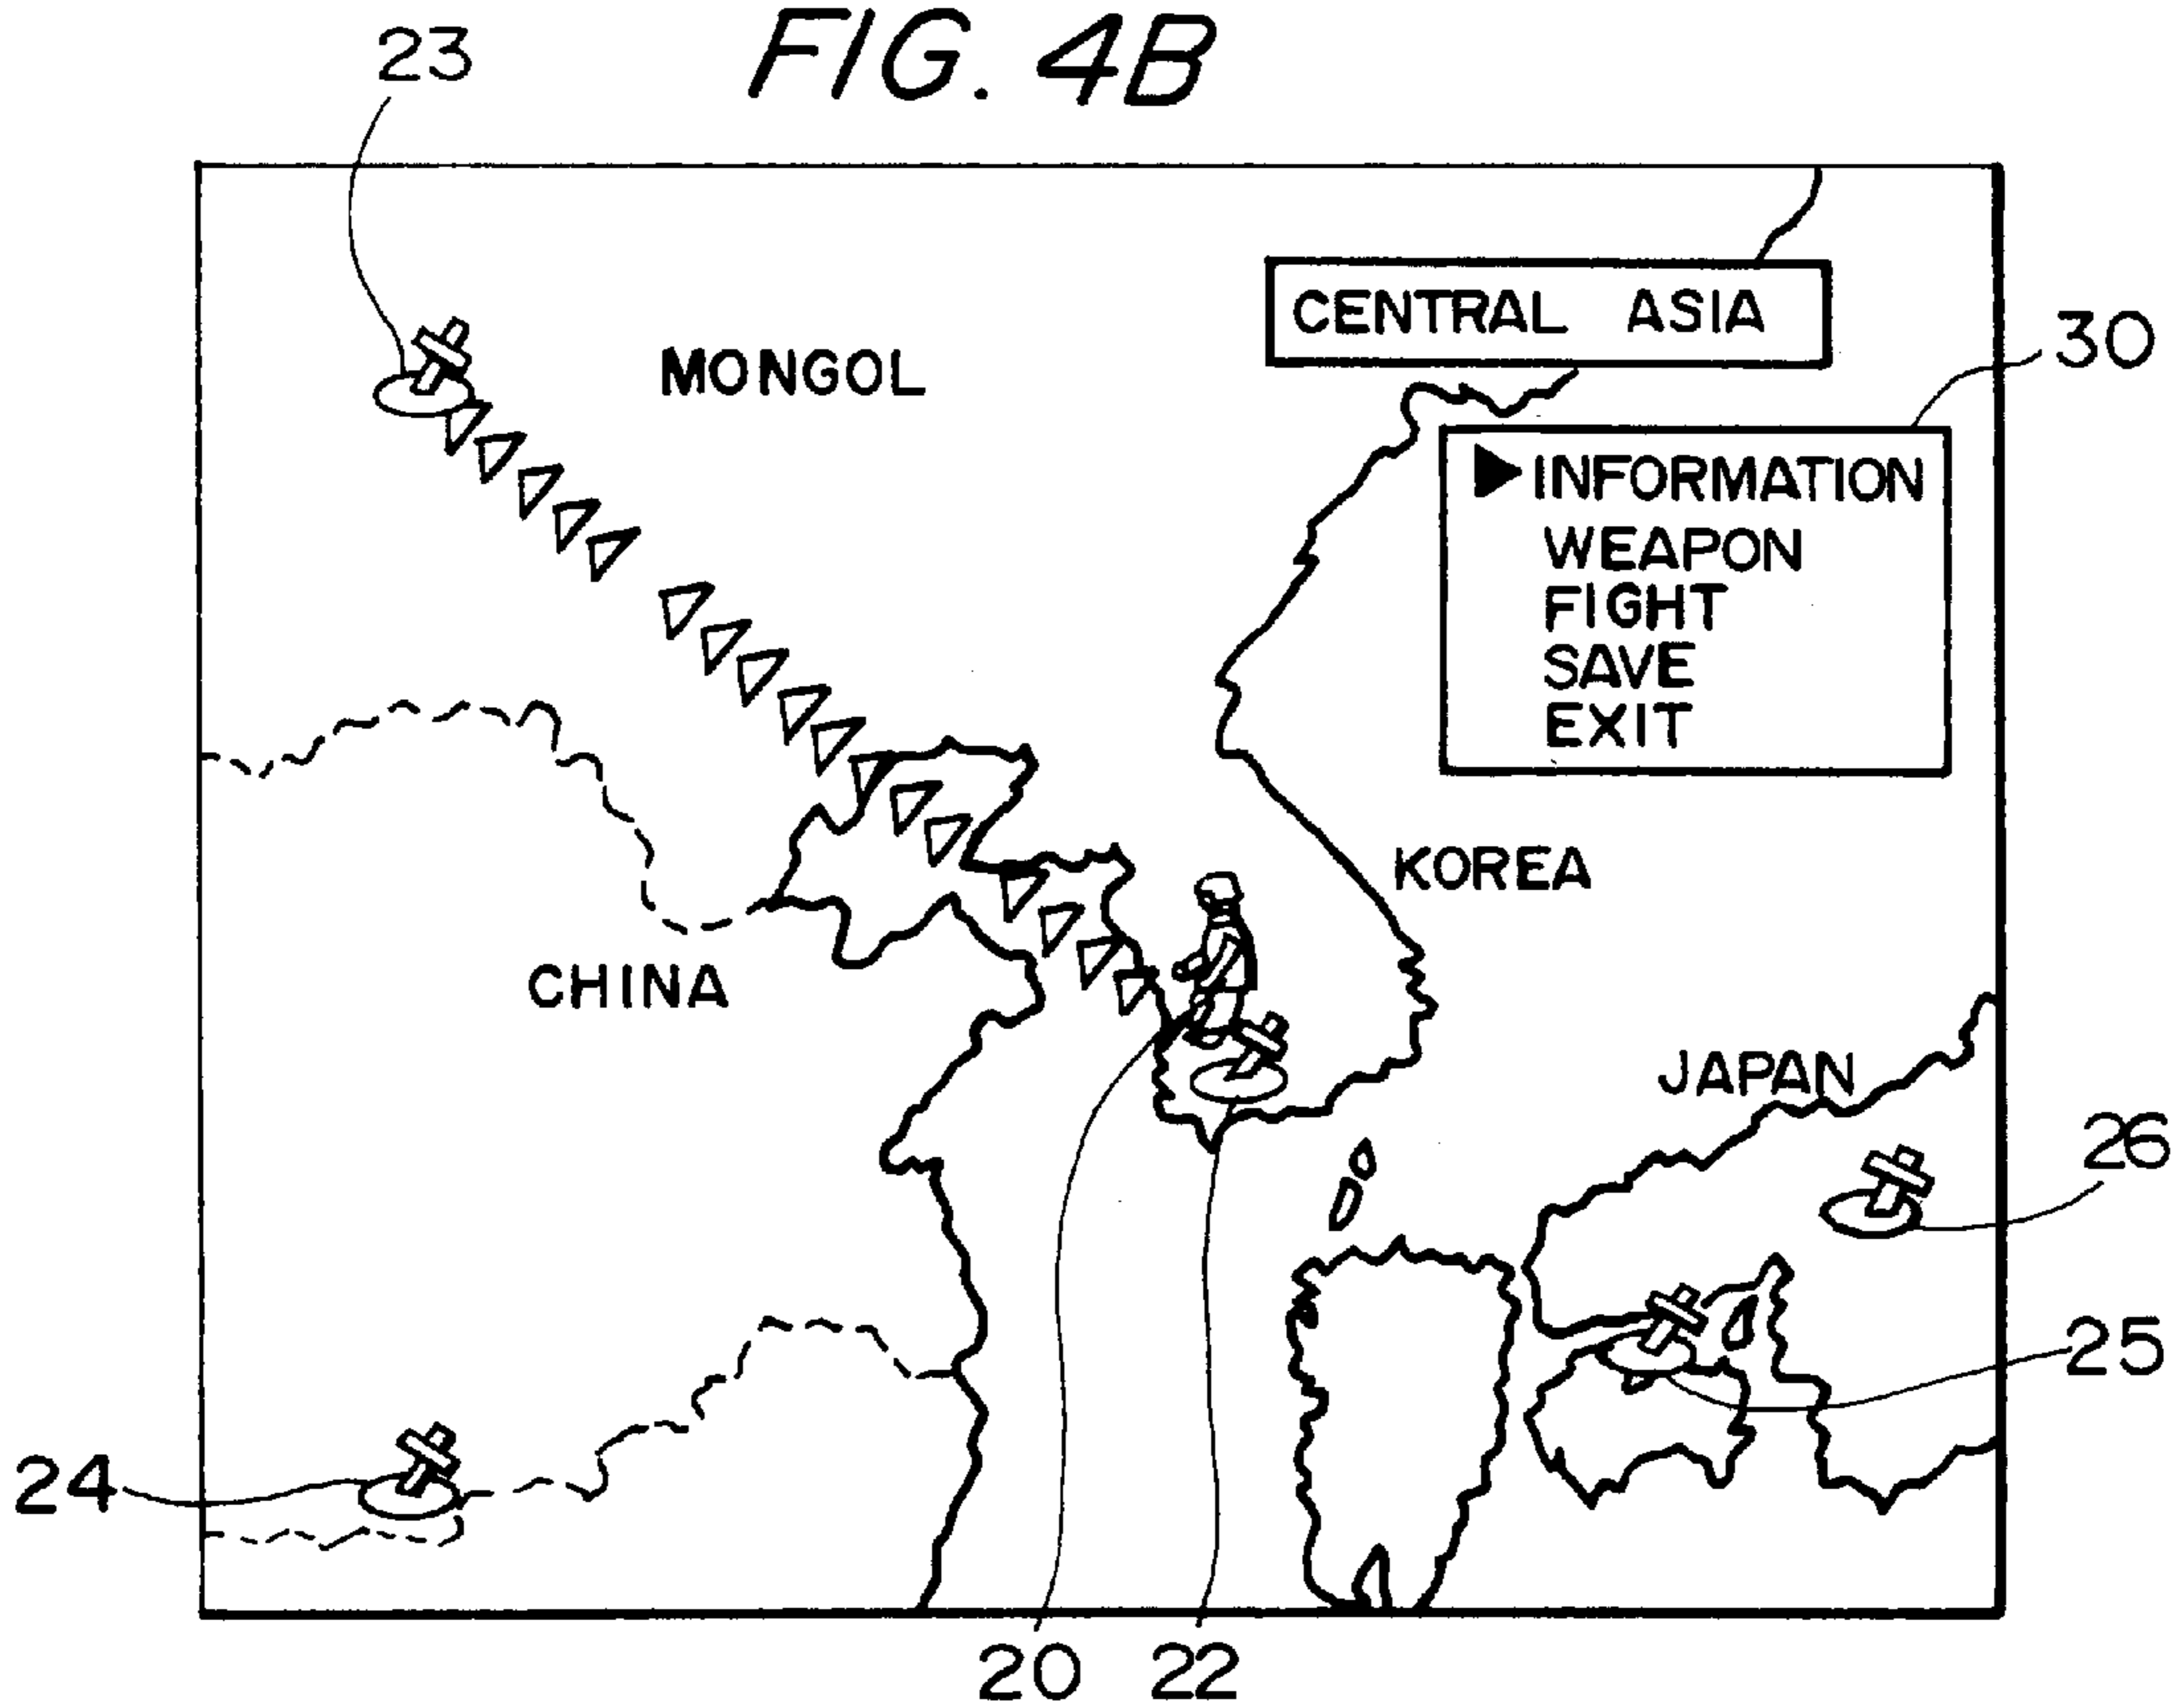 FIG. 4B
23
CENTRAL ASIA
30
MONGOL
INFORMATION
WEAPON
FIGHT
SAVE
EXIT
KOREA
CHINA
JAPAN
26
25
24
20 22